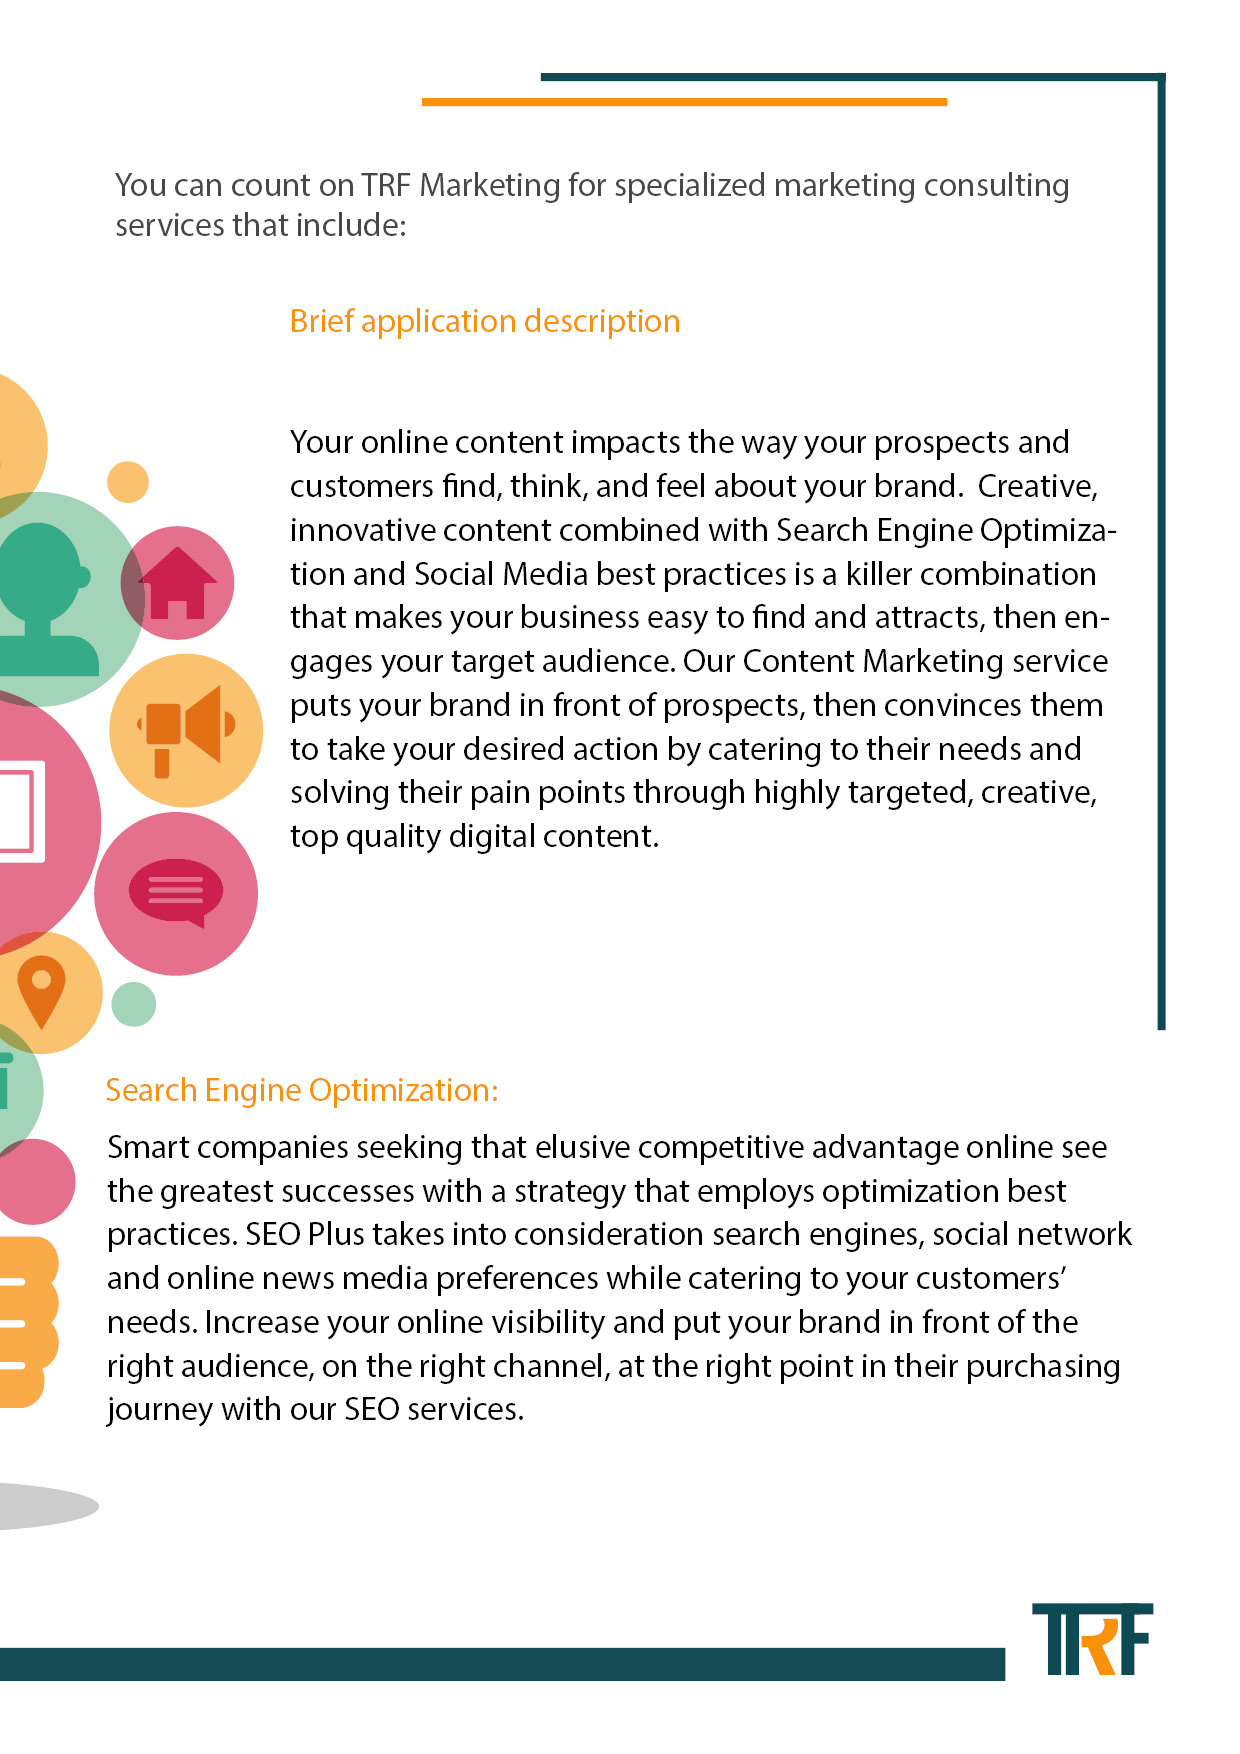 You can count on TRF Marketing for specialized marketing consulting
services that include:
Brief application description
Your online content impacts the way your prospects and
customers find, think, and feel about your brand.  Creative,
innovative content combined with Search Engine Optimiza-
tion and Social Media best practices is a killer combination
that makes your business easy to find and attracts, then en-
gages your target audience. Our Content Marketing service
puts your brand in front of prospects, then convinces them
to take your desired action by catering to their needs and
solving their pain points through highly targeted, creative,
top quality digital content.
Search Engine Optimization:
Smart companies seeking that elusive competitive advantage online see
the greatest successes with a strategy that employs optimization best
practices. SEO Plus takes into consideration search engines, social network
and online news media preferences while catering to your customers’
needs. Increase your online visibility and put your brand in front of the
right audience, on the right channel, at the right point in their purchasing
journey with our SEO services.
TRF